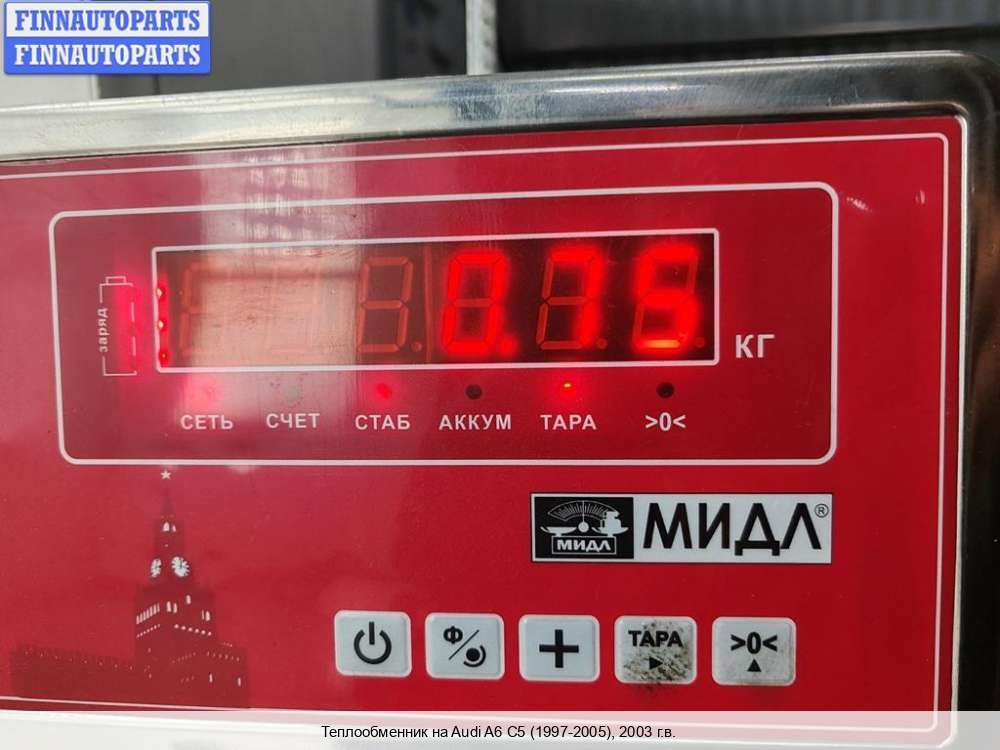 FINNAUTOPARTS
FINNAUTOPARTS
заряд
0.75
КГ
СЕТЬ СЧЕТ СТАБ АККУМ ТАРА >0<
МИДЛ МИДЛ®
Ф ТАРА >0<
Теплообменник на Audi A6 C5 (1997-2005), 2003 г.в.